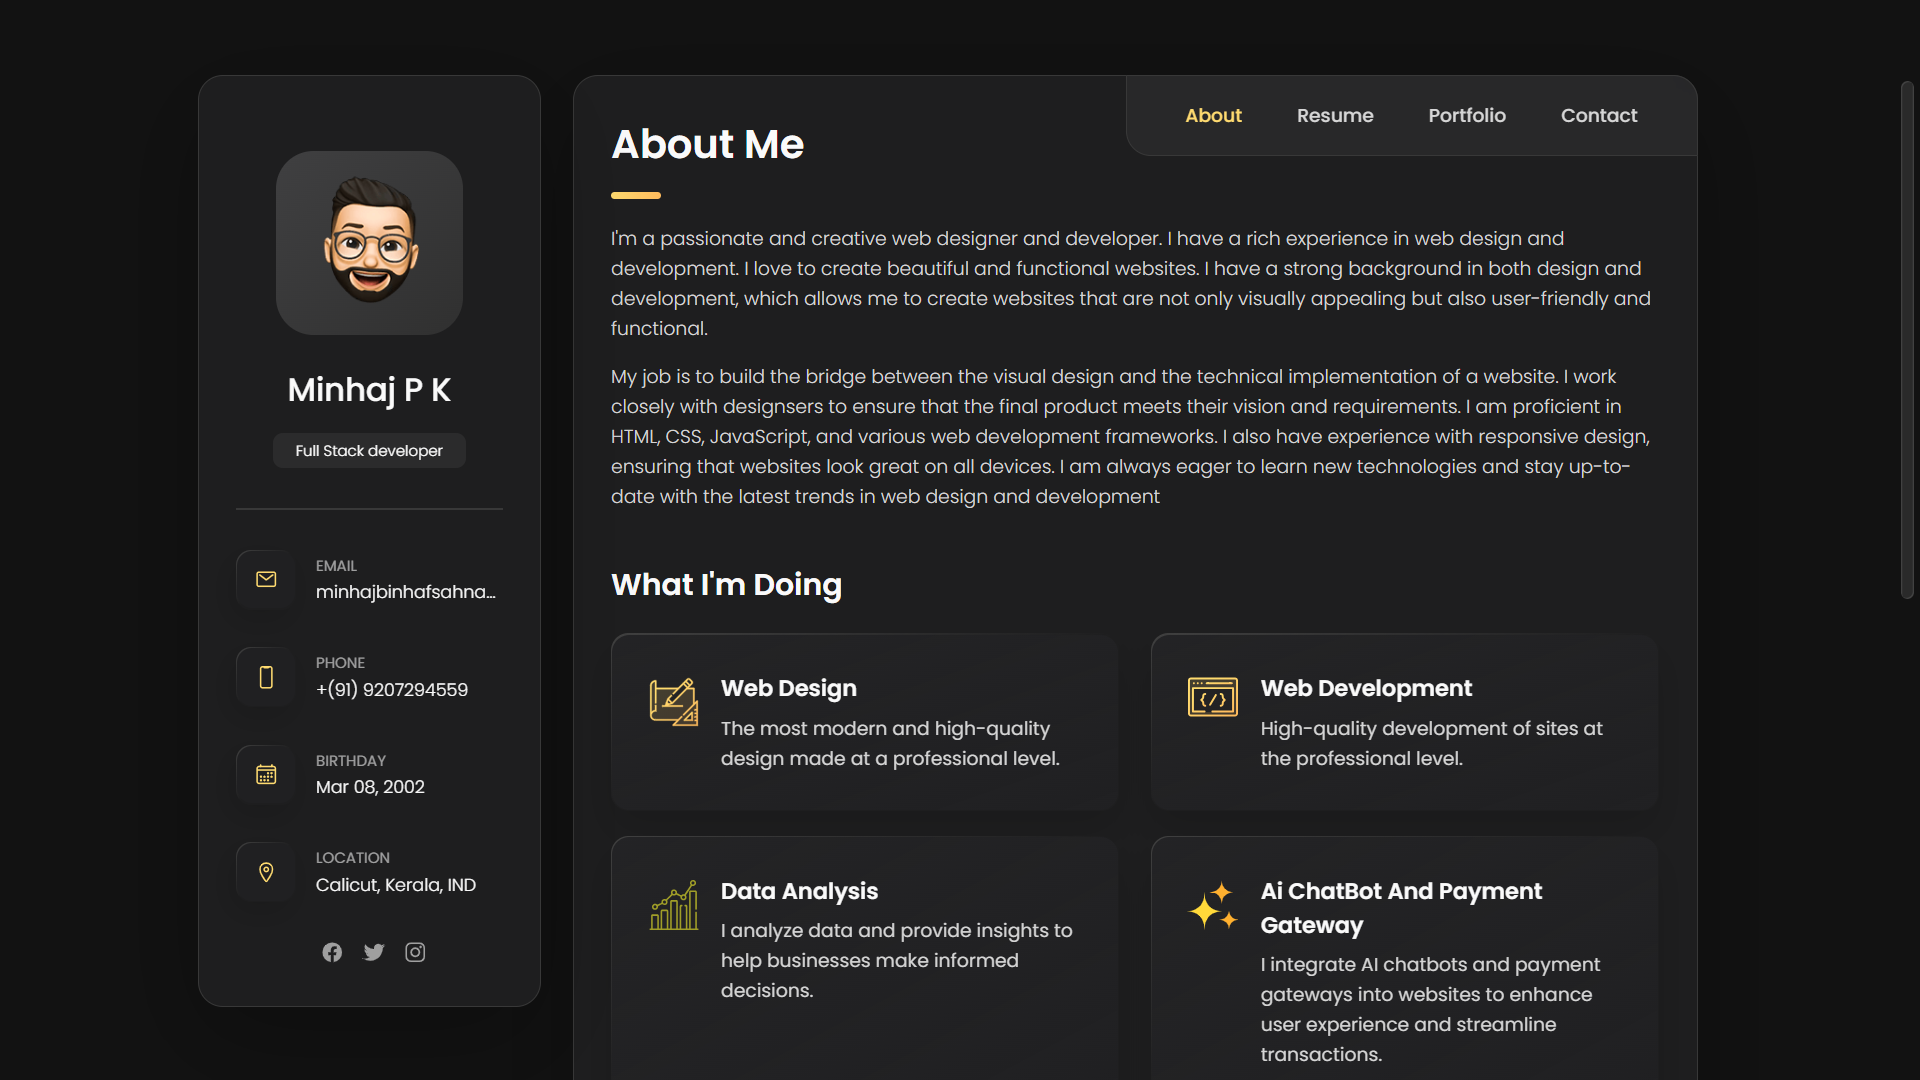 Minhaj P K
Full Stack developer
EMAIL
minhajbinhafsahna...
PHONE
+(91) 9207294559
BIRTHDAY
Mar 08, 2002
LOCATION
Calicut, Kerala, IND
About
Resume
Portfolio
Contact
About Me
I'm a passionate and creative web designer and developer. I have a rich experience in web design and
development. I love to create beautiful and functional websites. I have a strong background in both design and
development, which allows me to create websites that are not only visually appealing but also user-friendly and
functional.
My job is to build the bridge between the visual design and the technical implementation of a website. I work
closely with designsers to ensure that the final product meets their vision and requirements. I am proficient in
HTML, CSS, JavaScript, and various web development frameworks. I also have experience with responsive design,
ensuring that websites look great on all devices. I am always eager to learn new technologies and stay up-to-
date with the latest trends in web design and development
What I'm Doing
Web Design
The most modern and high-quality
design made at a professional level.
Web Development
High-quality development of sites at
the professional level.
Data Analysis
I analyze data and provide insights to
help businesses make informed
decisions.
Ai ChatBot And Payment
Gateway
I integrate AI chatbots and payment
gateways into websites to enhance
user experience and streamline
transactions.